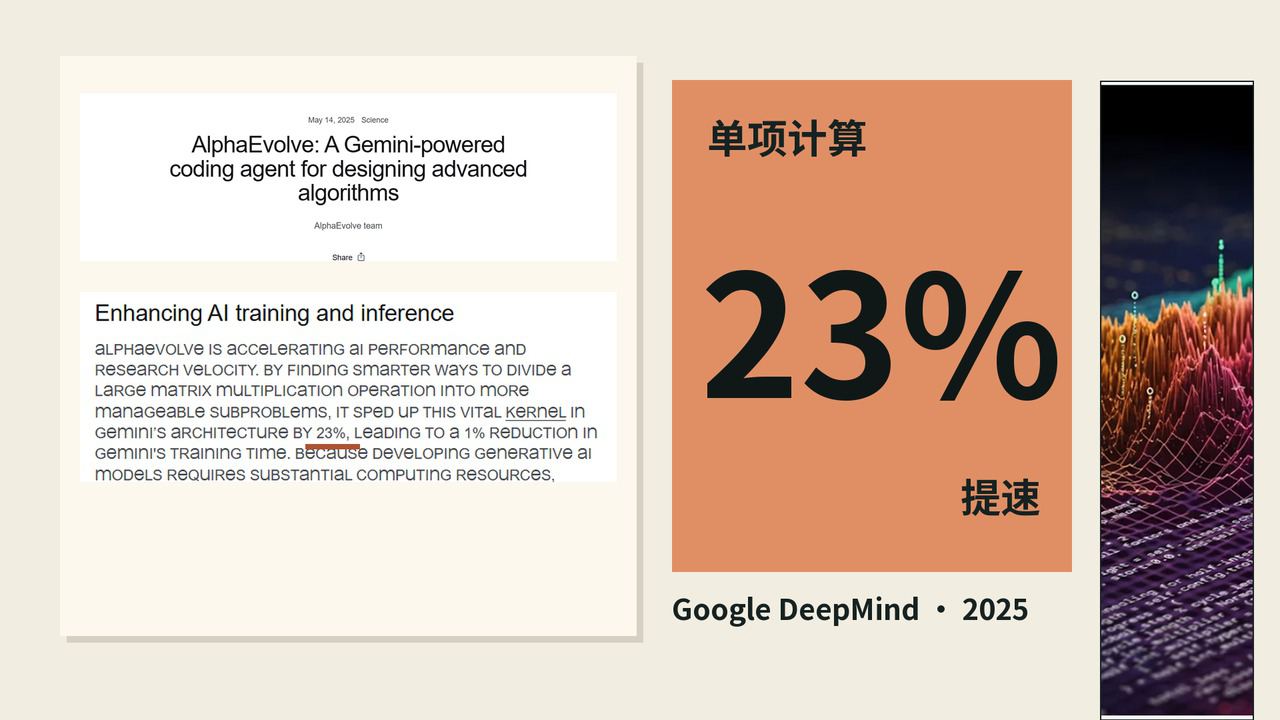 May 14, 2025 Science
AlphaEvolve: A Gemini-powered
coding agent for designing advanced
algorithms
AlphaEvolve team
Share
Enhancing AI training and inference
AlphaEvolve is accelerating AI performance and
research velocity. By finding smarter ways to divide a
large matrix multiplication operation into more
manageable subproblems, it sped up this vital kernel in
Gemini's architecture by 23%, leading to a 1% reduction in
Gemini's training time. Because developing generative AI
models requires substantial computing resources,
单项计算
23%
提速
Google DeepMind · 2025